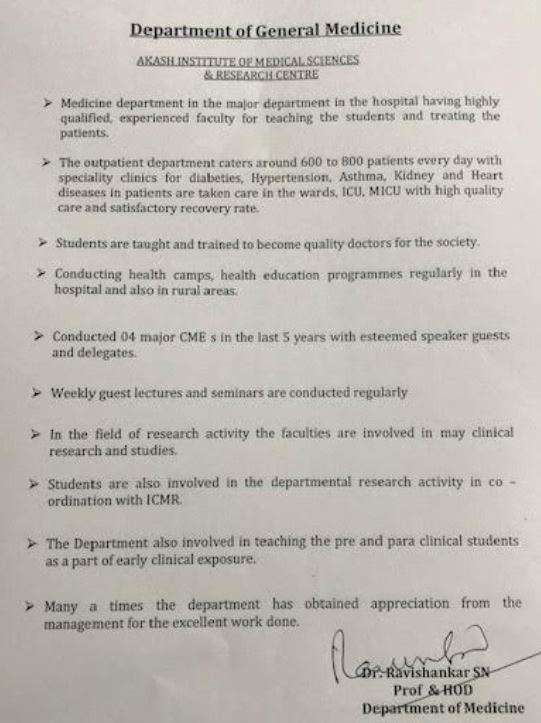 Department of General Medicine
AKASH INSTITUTE OF MEDICAL SCIENCES
& RESEARCH CENTRE
➢ Medicine department in the major department in the hospital having highly
qualified, experienced faculty for teaching the students and treating the
patients.
➢ The outpatient department caters around 600 to 800 patients every day with
speciality clinics for diabeties, Hypertension, Asthma, Kidney and Heart
diseases in patients are taken care in the wards, ICU, MICU with high quality
care and satisfactory recovery rate.
➢ Students are taught and trained to become quality doctors for the society.
➢ Conducting health camps, health education programmes regularly in the
hospital and also in rural areas.
➢ Conducted 04 major CME s in the last 5 years with esteemed speaker guests
and delegates.
➢ Weekly guest lectures and seminars are conducted regularly
➢ In the field of research activity the faculties are involved in may clinical
research and studies.
➢ Students are also involved in the departmental research activity in co –
ordination with ICMR.
➢ The Department also involved in teaching the pre and para clinical students
as a part of early clinical exposure.
➢ Many a times the department has obtained appreciation from the
management for the excellent work done.
Dr. Ravishankar SN
Prof & HOD
Department of Medicine